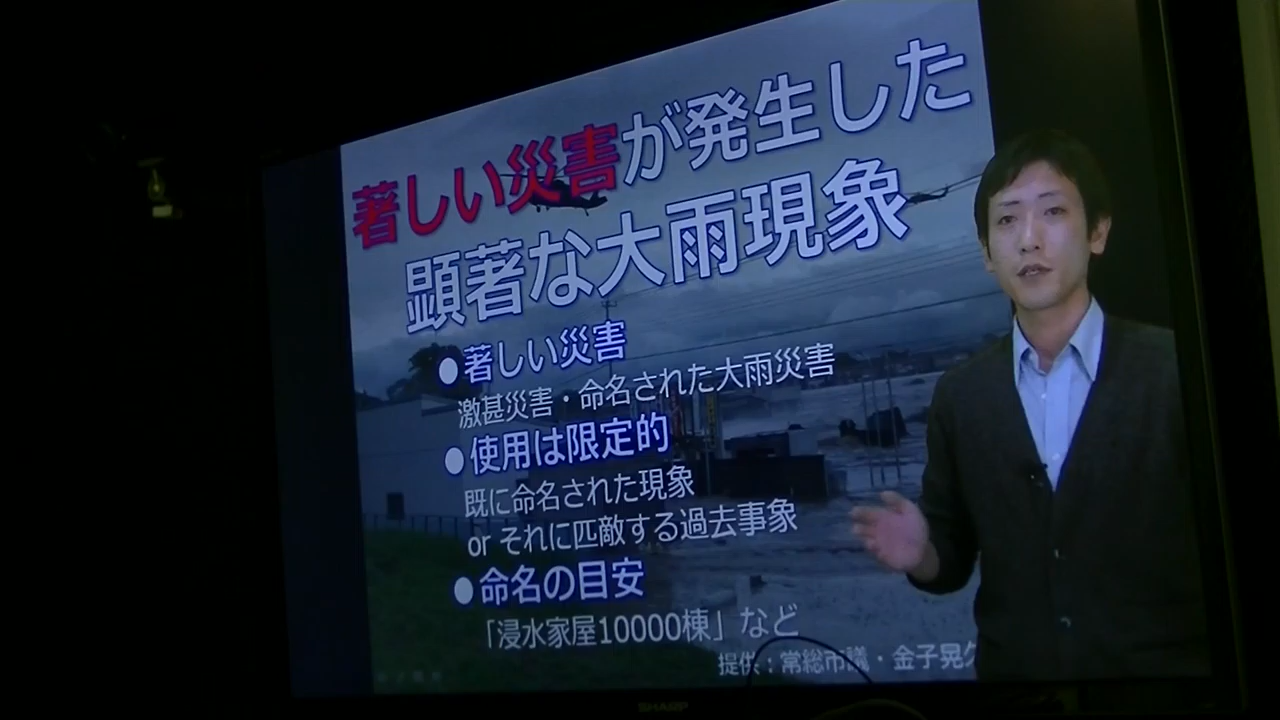 著しい災害が発生した
顕著な大雨現象
●著しい災害
激甚災害・命名された大雨災害
●使用は限定的
既に命名された現象
or それに匹敵する過去事象
●命名の目安
「浸水家屋10000棟」など
提供：常総市議・金子晃久
SHARP